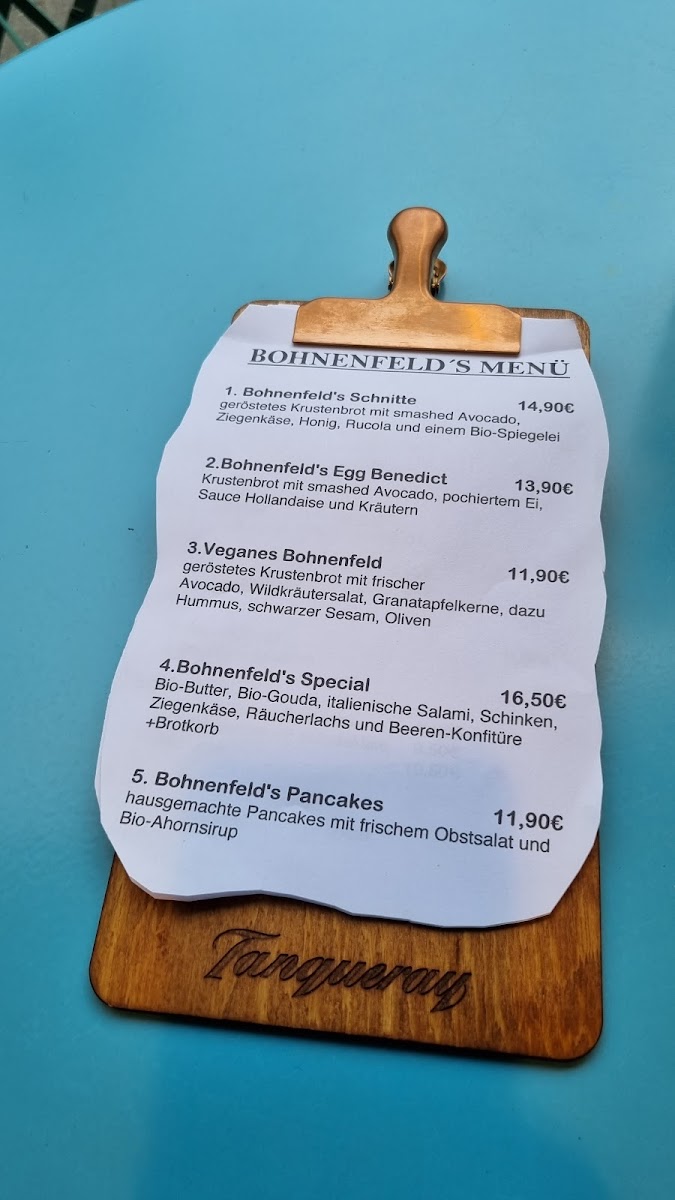 BOHNENFELD´S MENÜ
1. Bohnenfeld's Schnitte 14,90€
geröstetes Krustenbrot mit smashed Avocado,
Ziegenkäse, Honig, Rucola und einem Bio-Spiegelei
2.Bohnenfeld's Egg Benedict 13,90€
Krustenbrot mit smashed Avocado, pochiertem Ei,
Sauce Hollandaise und Kräutern
3.Veganes Bohnenfeld 11,90€
geröstetes Krustenbrot mit frischer
Avocado, Wildkräutersalat, Granatapfelkerne, dazu
Hummus, schwarzer Sesam, Oliven
4.Bohnenfeld's Special 16,50€
Bio-Butter, Bio-Gouda, italienische Salami, Schinken,
Ziegenkäse, Räucherlachs und Beeren-Konfitüre
+Brotkorb
5. Bohnenfeld's Pancakes 11,90€
hausgemachte Pancakes mit frischem Obstsalat und
Bio-Ahornsirup
Tanqueray